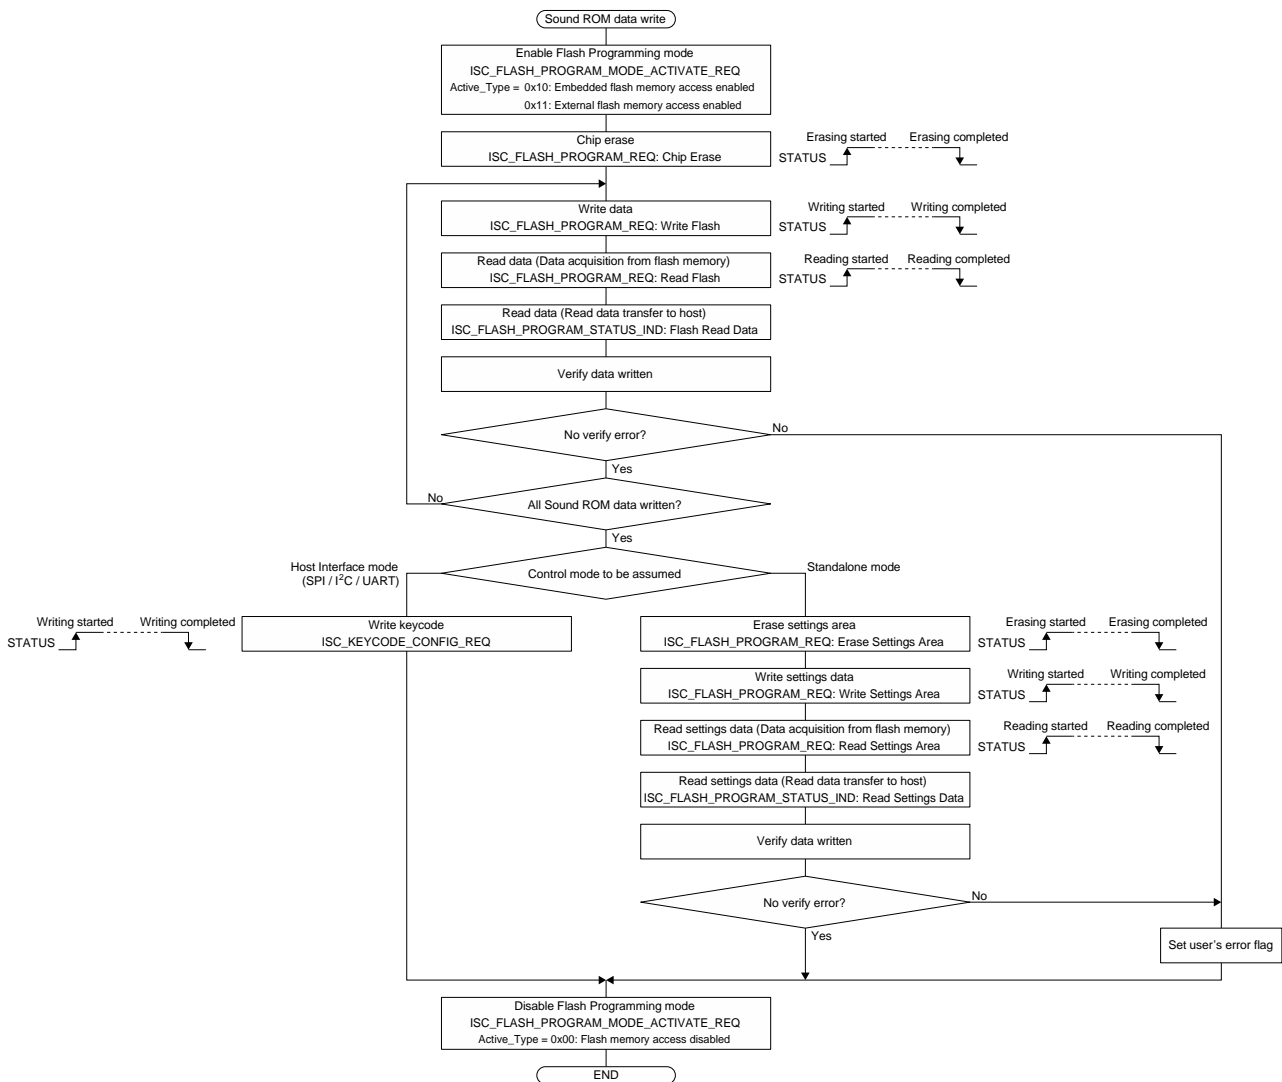 Sound ROM data write
Enable Flash Programming mode
ISC_FLASH_PROGRAM_MODE_ACTIVATE_REQ
Active_Type = 0x10: Embedded flash memory access enabled
0x11: External flash memory access enabled
Chip erase
ISC_FLASH_PROGRAM_REQ: Chip Erase
Erasing started
Erasing completed
STATUS
Write data
ISC_FLASH_PROGRAM_REQ: Write Flash
Writing started
Writing completed
STATUS
Read data (Data acquisition from flash memory)
ISC_FLASH_PROGRAM_REQ: Read Flash
Reading started
Reading completed
STATUS
Read data (Read data transfer to host)
ISC_FLASH_PROGRAM_STATUS_IND: Flash Read Data
Verify data written
No verify error?
No
Yes
No
All Sound ROM data written?
Yes
Host Interface mode
(SPI / I²C / UART)
Control mode to be assumed
Standalone mode
Writing started
Writing completed
STATUS
Write keycode
ISC_KEYCODE_CONFIG_REQ
Erase settings area
ISC_FLASH_PROGRAM_REQ: Erase Settings Area
Erasing started
Erasing completed
STATUS
Write settings data
ISC_FLASH_PROGRAM_REQ: Write Settings Area
Writing started
Writing completed
STATUS
Read settings data (Data acquisition from flash memory)
ISC_FLASH_PROGRAM_REQ: Read Settings Area
Reading started
Reading completed
STATUS
Read settings data (Read data transfer to host)
ISC_FLASH_PROGRAM_STATUS_IND: Read Settings Data
Verify data written
No verify error?
No
Yes
Set user's error flag
Disable Flash Programming mode
ISC_FLASH_PROGRAM_MODE_ACTIVATE_REQ
Active_Type = 0x00: Flash memory access disabled
END